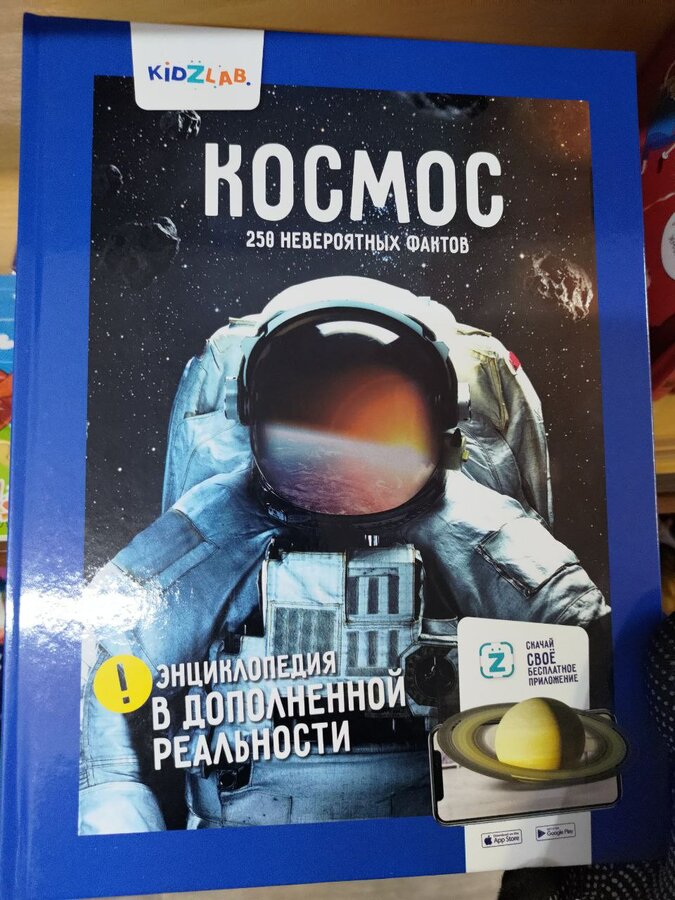 KIDZLAB.
КОСМОС
250 НЕВЕРОЯТНЫХ ФАКТОВ
!
ЭНЦИКЛОПЕДИЯ
В ДОПОЛНЕННОЙ
РЕАЛЬНОСТИ
Z
СКАЧАЙ
СВОЁ
БЕСПЛАТНОЕ
ПРИЛОЖЕНИЕ
App Store
Google Play